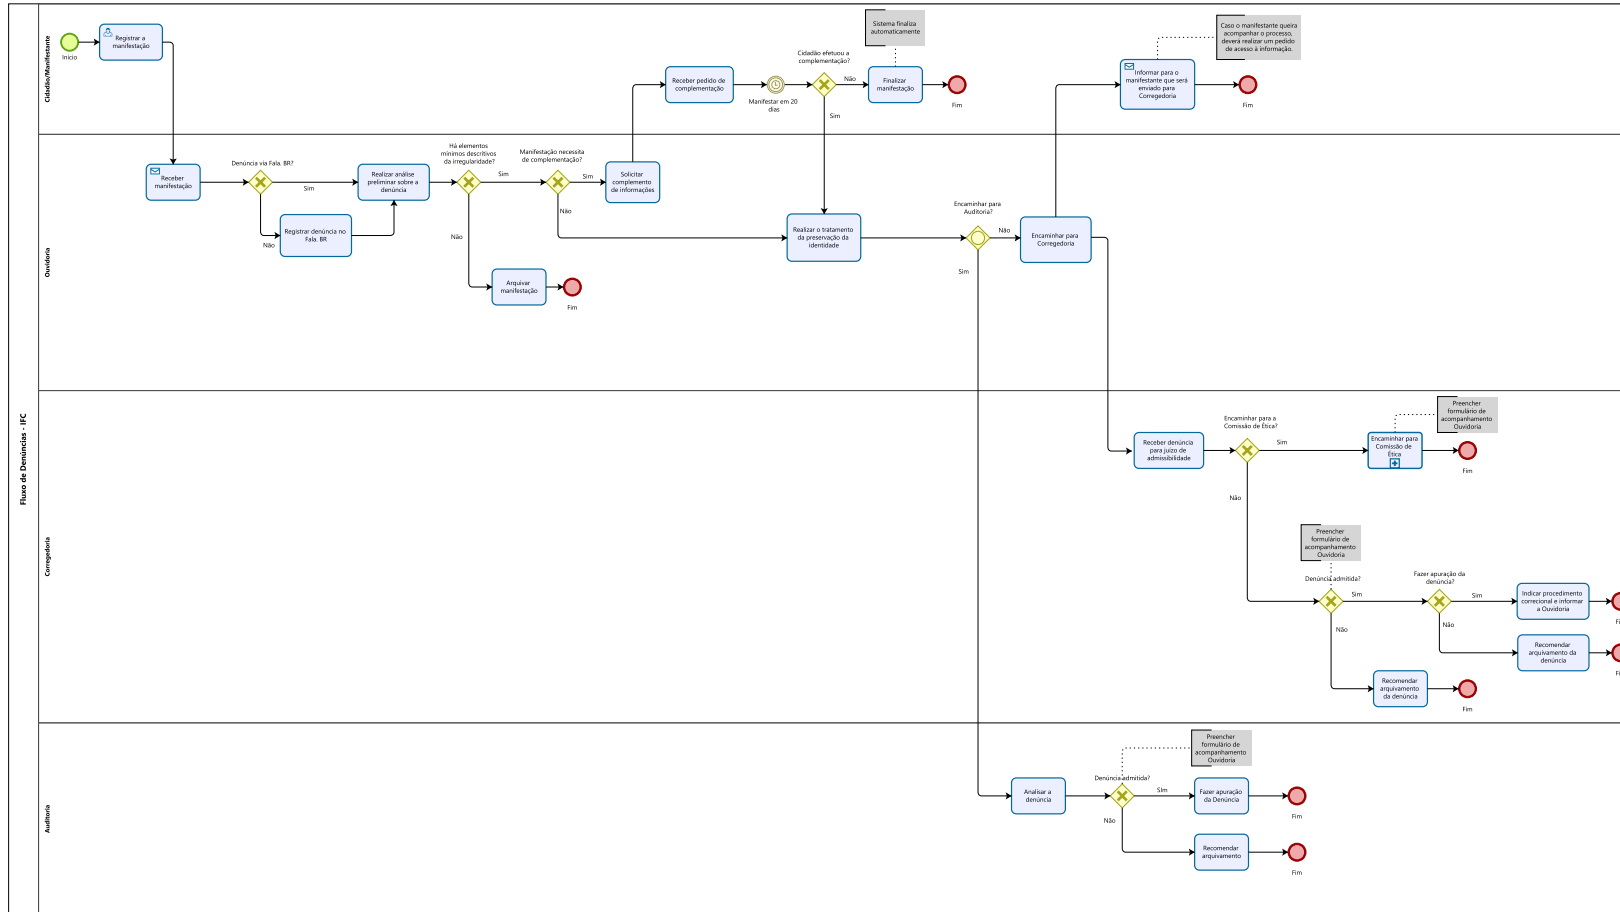 Fluxo de Denúncias - IFC
Cidadão/Manifestante
Início
Registrar a
manifestação
Receber pedido de
complementação
Manifestar em 20
dias
Cidadão efetuou a
complementação?
Não
Sim
Sistema finaliza
automaticamente
Finalizar
manifestação
Fim
Informar para o
manifestante que será
enviado para
Corregedoria
Caso o manifestante queira
acompanhar o processo,
deverá realizar um pedido
de acesso à informação.
Fim
Ouvidoria
Receber
manifestação
Denúncia via Fala. BR?
Sim
Não
Registrar denúncia no
Fala. BR
Realizar análise
preliminar sobre a
denúncia
Há elementos
mínimos descritivos
da irregularidade?
Sim
Não
Arquivar
manifestação
Fim
Manifestação necessita
de complementação?
Sim
Não
Solicitar
complemento
de informações
Realizar o tratamento
da preservação da
identidade
Encaminhar para
Auditoria?
Não
Sim
Encaminhar para
Corregedoria
Corregedoria
Receber denúncia
para juízo de
admissibilidade
Encaminhar para a
Comissão de Ética?
Sim
Não
Encaminhar para
Comissão de
Ética
Preencher
formulário de
acompanhamento
Ouvidoria
Fim
Preencher
formulário de
acompanhamento
Ouvidoria
Denúncia admitida?
Sim
Não
Fazer apuração da
denúncia?
Sim
Não
Indicar procedimento
correcional e informar
a Ouvidoria
Fi
Recomendar
arquivamento da
denúncia
Fi
Recomendar
arquivamento
da denúncia
Fim
Auditoria
Analisar a
denúncia
Preencher
formulário de
acompanhamento
Ouvidoria
Denúncia admitida?
SIm
Não
Fazer apuração
da Denúncia
Fim
Recomendar
arquivamento
Fim